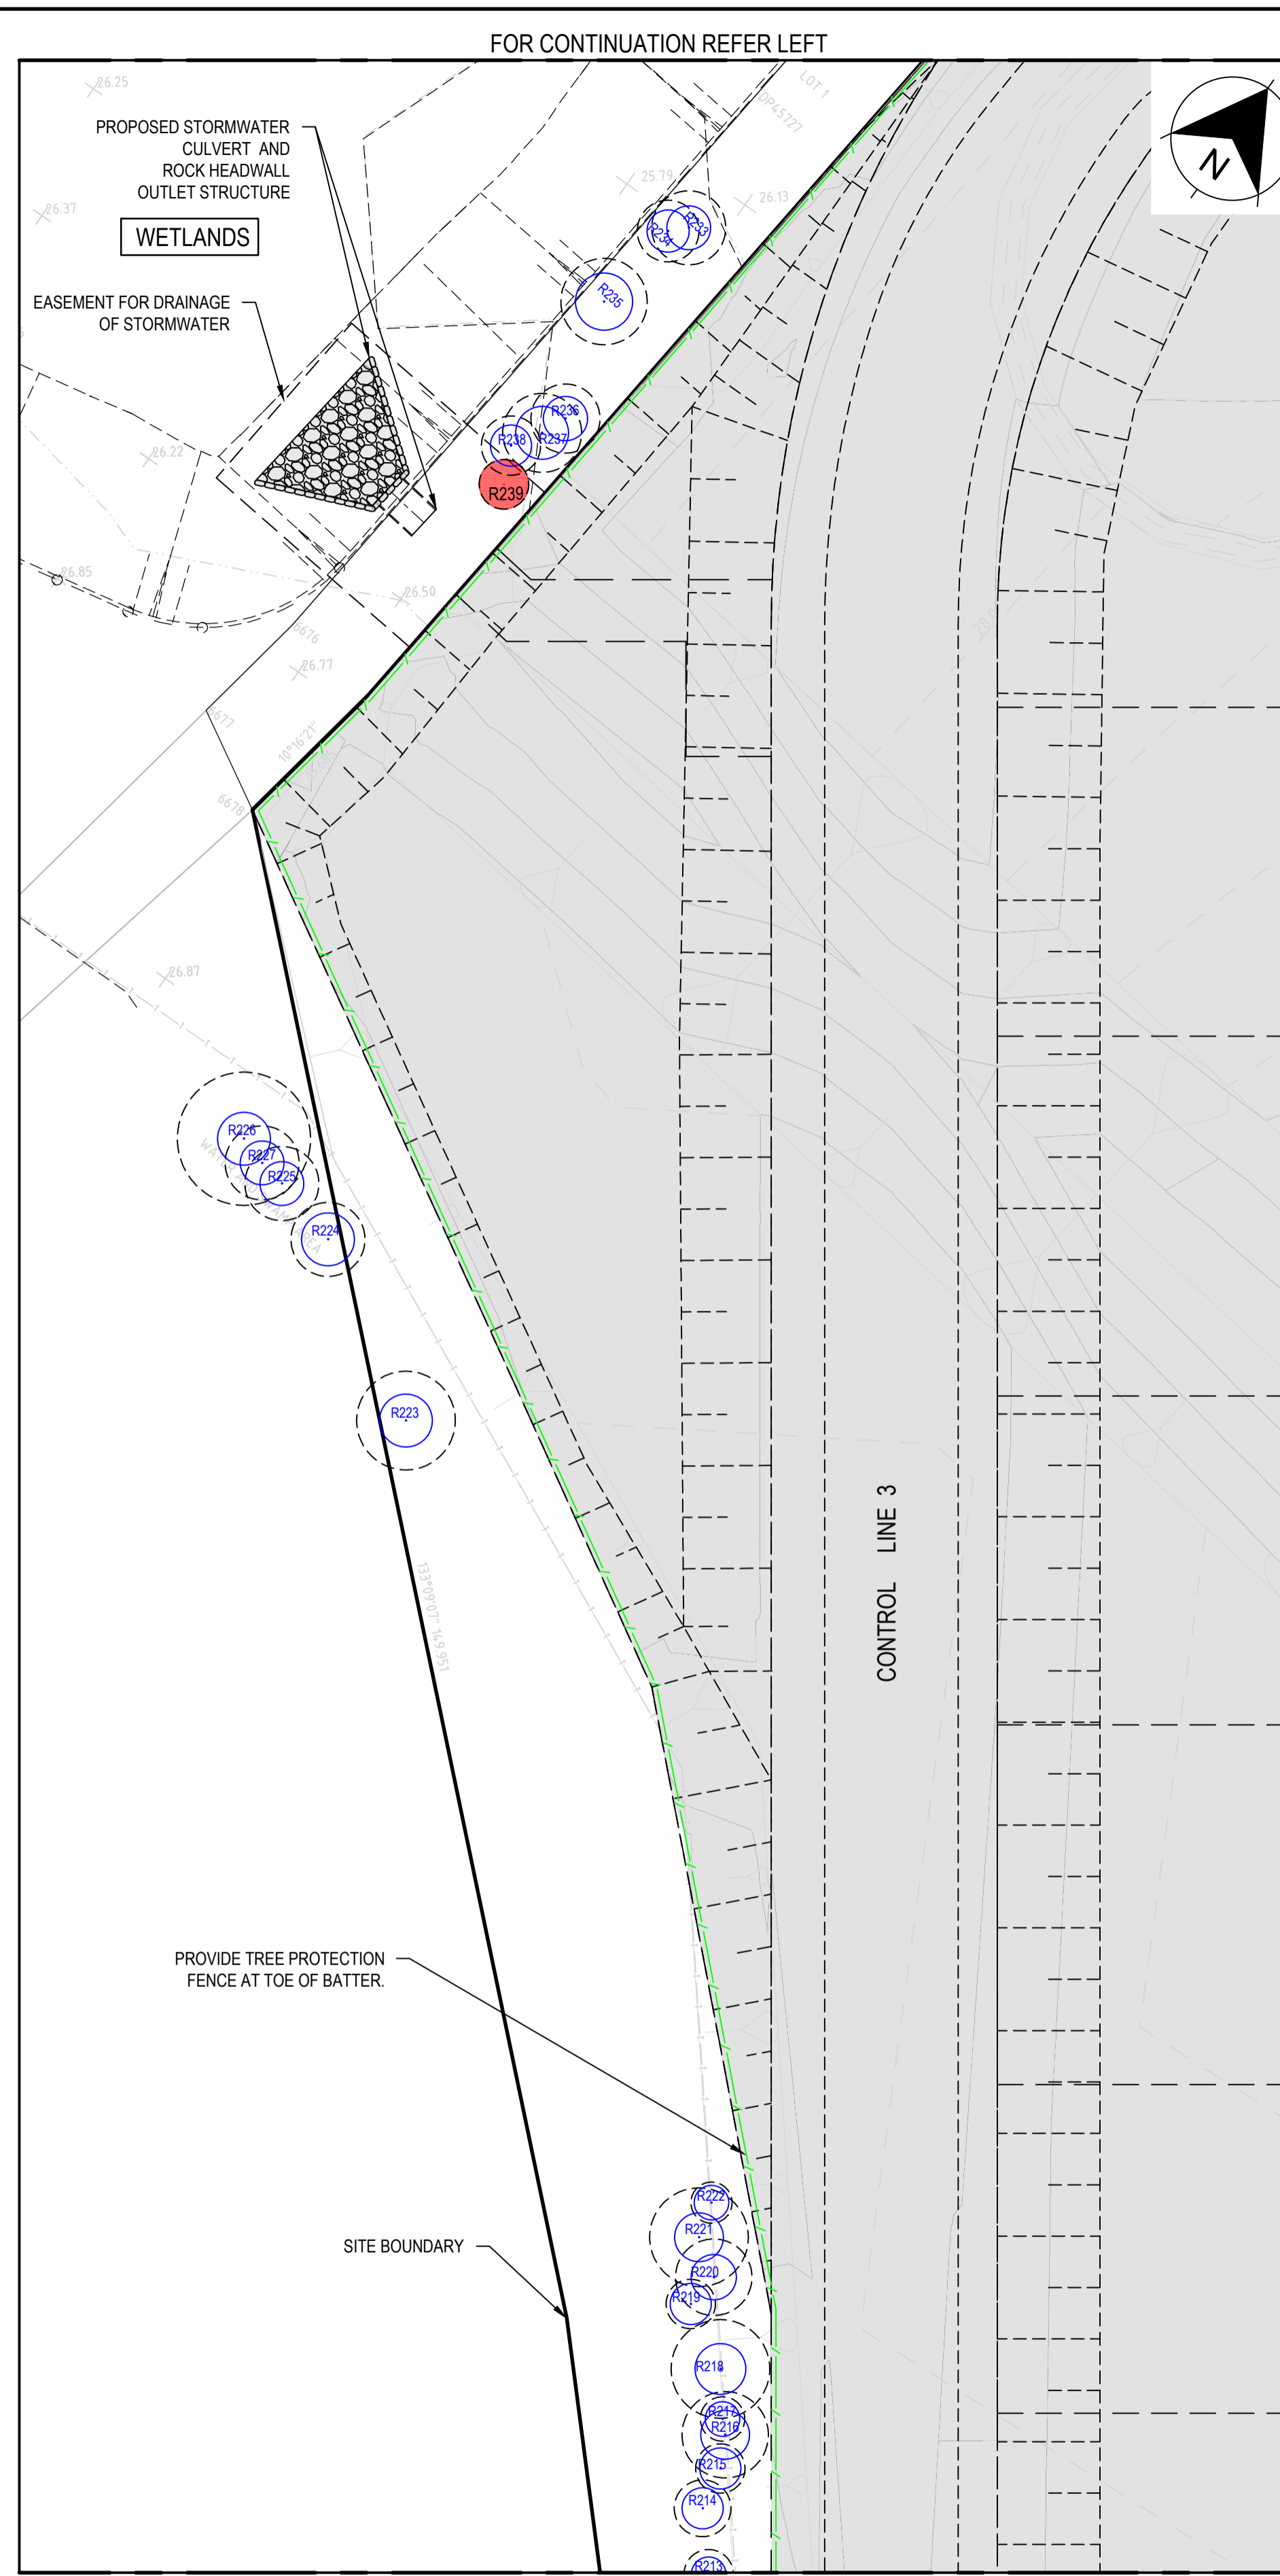 FOR CONTINUATION REFER LEFT
26.25
LOT 1
DP45727
PROPOSED STORMWATER
CULVERT AND
ROCK HEADWALL
OUTLET STRUCTURE
N
25.79
26.13
26.37
WETLANDS
R234
R233
EASEMENT FOR DRAINAGE
OF STORMWATER
R235
R236
R238
R237
26.22
R239
26.85
26.50
6676
28.0
26.77
6677
10°16'21"
6678
26.87
R226
R227
R225
R224
R223
CONTROL LINE 3
133°09'07" 149.951
PROVIDE TREE PROTECTION
FENCE AT TOE OF BATTER.
R222
R221
SITE BOUNDARY
R220
R219
R218
R217
R216
R215
R214
R213